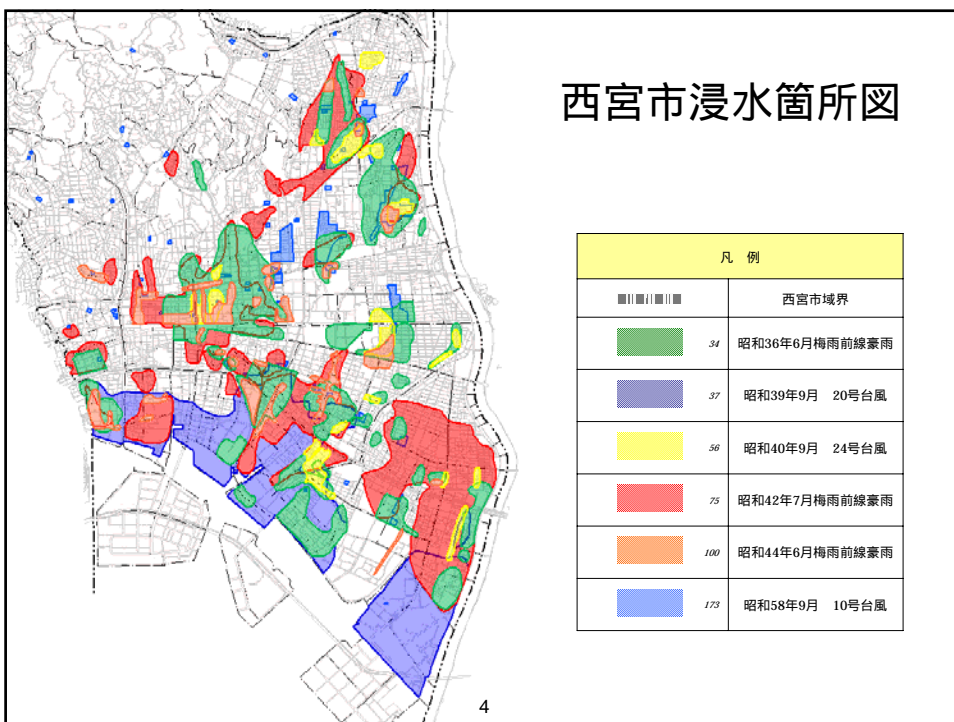 西宮市浸水箇所図
凡　例
西宮市域界
34 昭和36年6月梅雨前線豪雨
37 昭和39年9月　20号台風
56 昭和40年9月　24号台風
75 昭和42年7月梅雨前線豪雨
100 昭和44年6月梅雨前線豪雨
173 昭和58年9月　10号台風
4